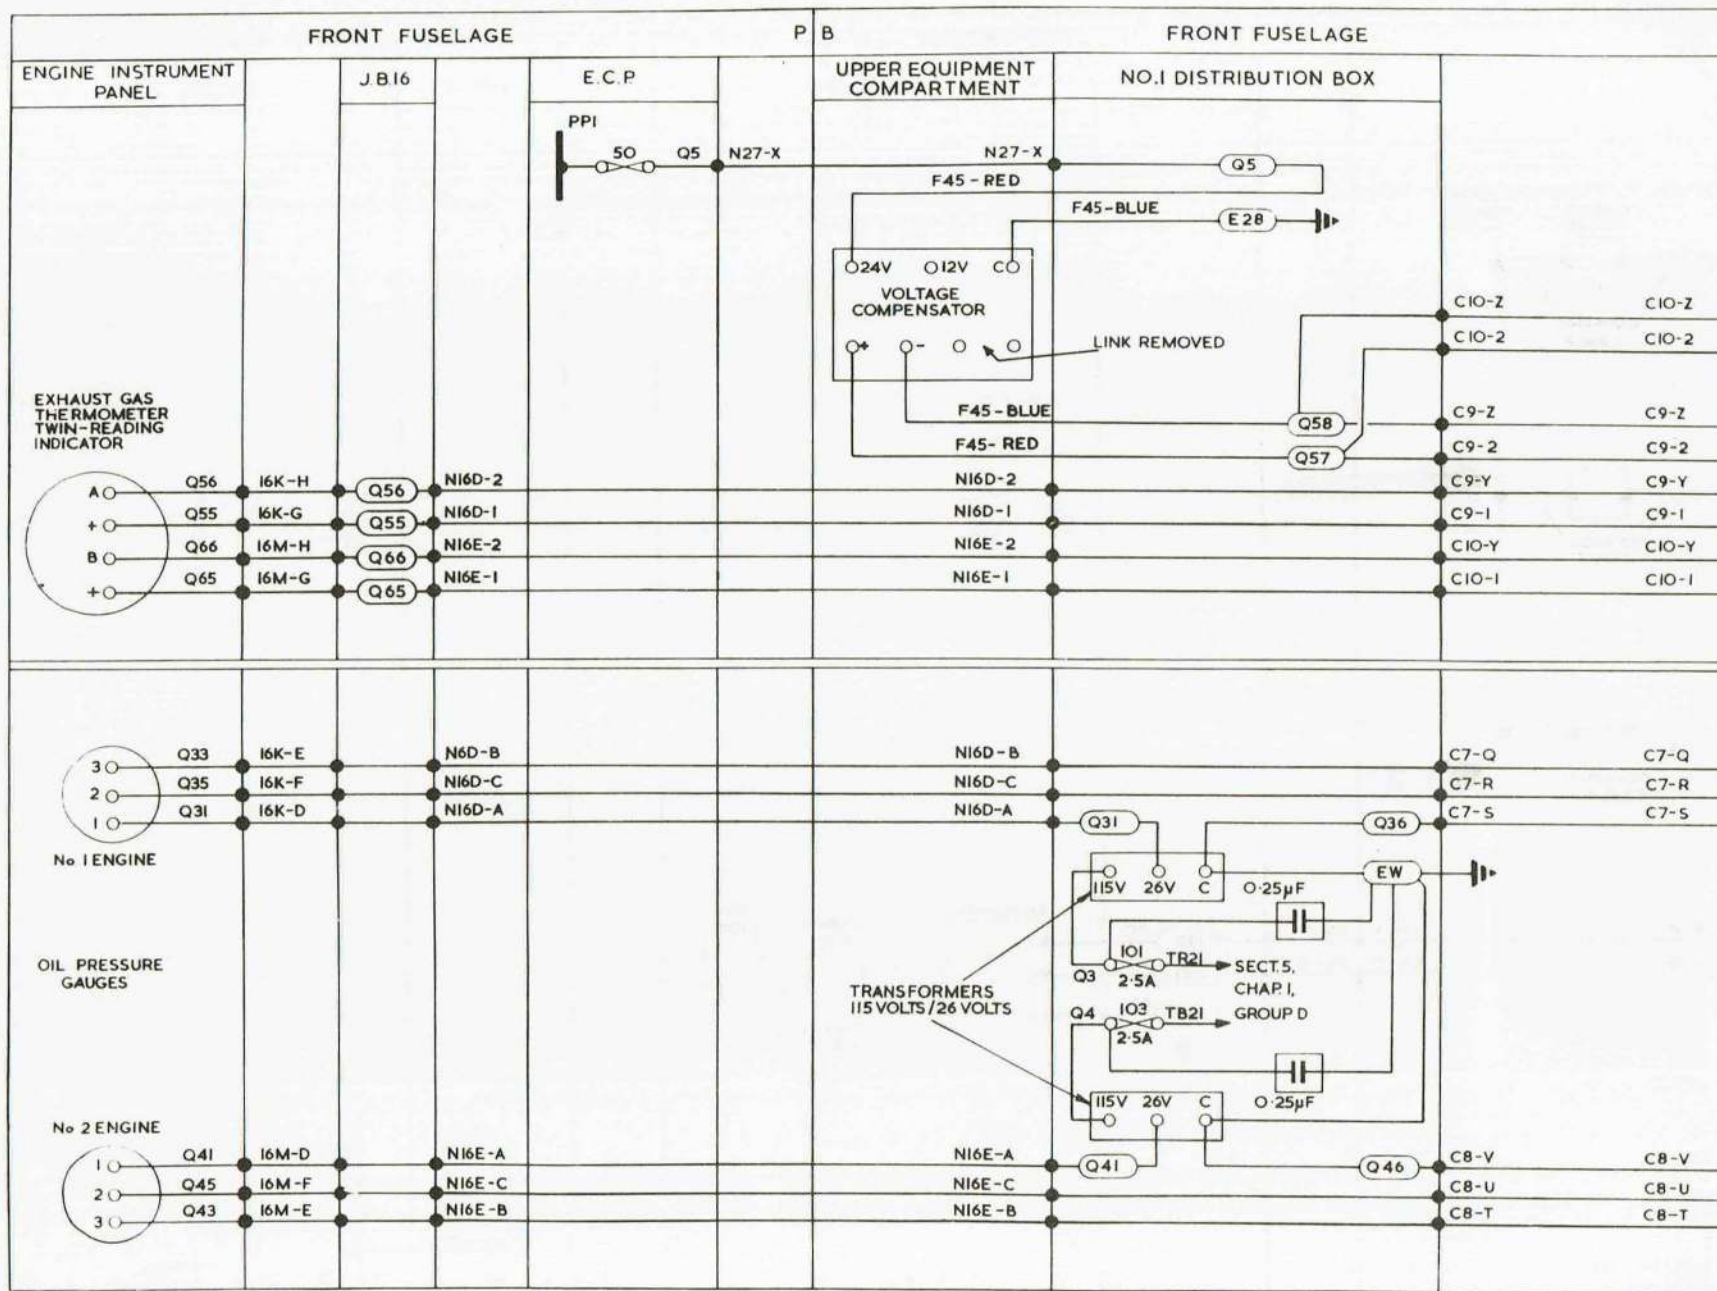 FRONT FUSELAGE
P
B
FRONT FUSELAGE
ENGINE INSTRUMENT
PANEL
J.B.16
E.C.P
UPPER EQUIPMENT
COMPARTMENT
NO.1 DISTRIBUTION BOX
PP1
50 Q5 N27-X N27-X Q5
F45-RED
F45-BLUE E28
24V 12V C
VOLTAGE
COMPENSATOR
+ -
LINK REMOVED
C10-Z C10-Z
C10-2 C10-2
EXHAUST GAS
THERMOMETER
TWIN-READING
INDICATOR
F45-BLUE Q58 C9-Z C9-Z
F45-RED Q57 C9-2 C9-2
A Q56 16K-H Q56 N16D-2 N16D-2 C9-Y C9-Y
+ Q55 16K-G Q55 N16D-1 N16D-1 C9-1 C9-1
B Q66 16M-H Q66 N16E-2 N16E-2 C10-Y C10-Y
+ Q65 16M-G Q65 N16E-1 N16E-1 C10-1 C10-1
3 Q33 16K-E N6D-B N16D-B C7-Q C7-Q
2 Q35 16K-F N16D-C N16D-C C7-R C7-R
1 Q31 16K-D N16D-A N16D-A Q31 Q36 C7-S C7-S
No 1 ENGINE
115V 26V C
0·25µF
EW
OIL PRESSURE
GAUGES
Q3 101 TR21
2·5A
SECT.5,
CHAP.1,
GROUP D
TRANSFORMERS
115 VOLTS/26 VOLTS
Q4 103 TB21
2·5A
115V 26V C
0·25µF
No 2 ENGINE
1 Q41 16M-D N16E-A N16E-A Q41 Q46 C8-V C8-V
2 Q45 16M-F N16E-C N16E-C C8-U C8-U
3 Q43 16M-E N16E-B N16E-B C8-T C8-T